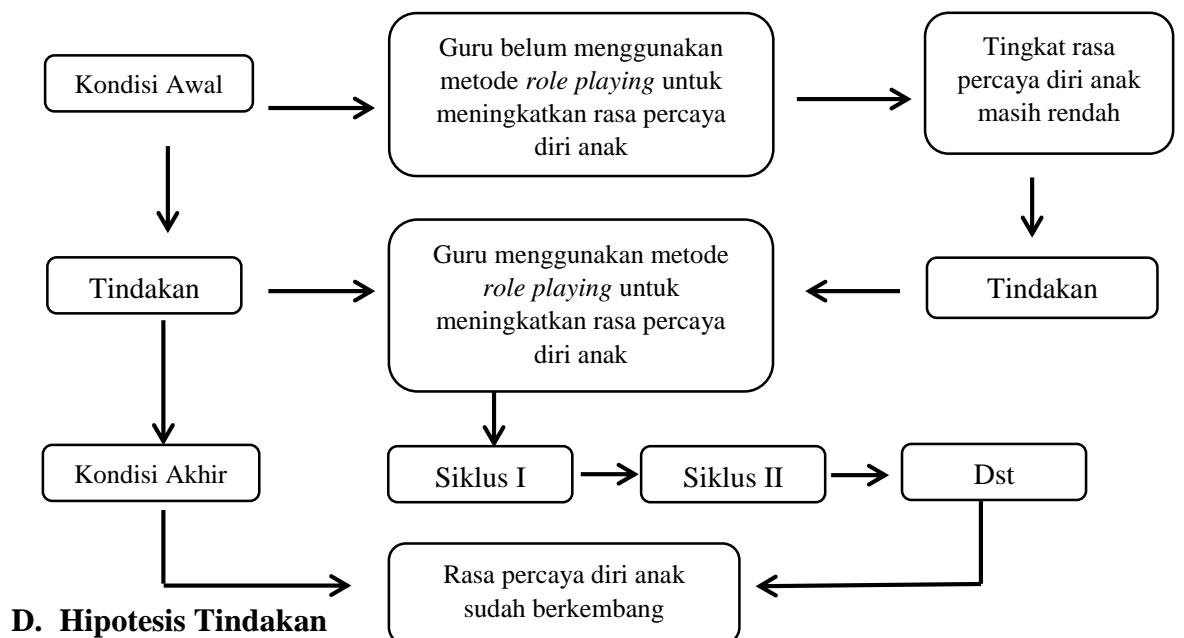 Kondisi Awal
Guru belum menggunakan
metode role playing untuk
meningkatkan rasa percaya
diri anak
Tingkat rasa
percaya diri anak
masih rendah
Tindakan
Guru menggunakan metode
role playing untuk
meningkatkan rasa percaya
diri anak
Tindakan
Kondisi Akhir
Siklus I
Siklus II
Dst
Rasa percaya diri anak
sudah berkembang
D. Hipotesis Tindakan